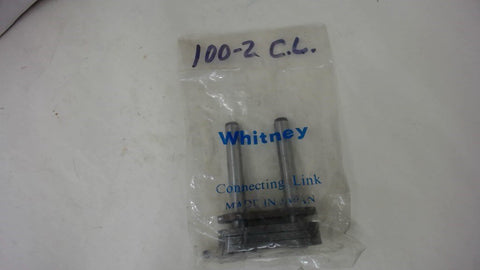 100-2 C.L.
Whitney
Connecting Link
MADE IN JAPAN